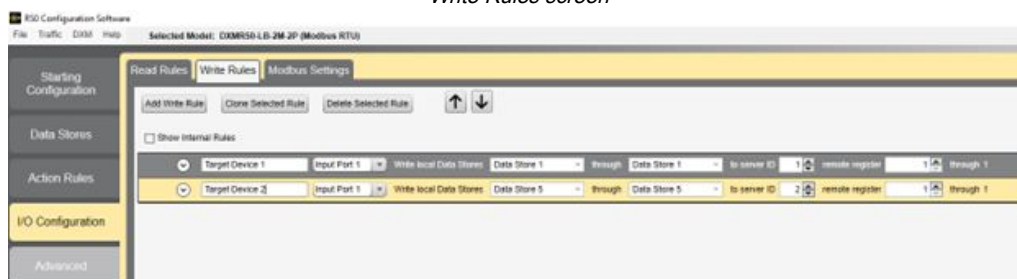 Write Rules screen
R50 Configuration Software
File Traffic DXM Help Selected Model: DXMR50-LB-2M-2P (Modbus RTU)
Read Rules Write Rules Modbus Settings
Starting Configuration
Add Write Rule Clone Selected Rule Delete Selected Rule
Data Stores
Show Internal Rules
Target Device 1 Input Port 1 Write local Data Stores Data Store 1 through Data Store 1 to server ID 1 remote register 1 through 1
Action Rules
Target Device 2 Input Port 1 Write local Data Stores Data Store 5 through Data Store 5 to server ID 2 remote register 1 through 1
I/O Configuration
Advanced